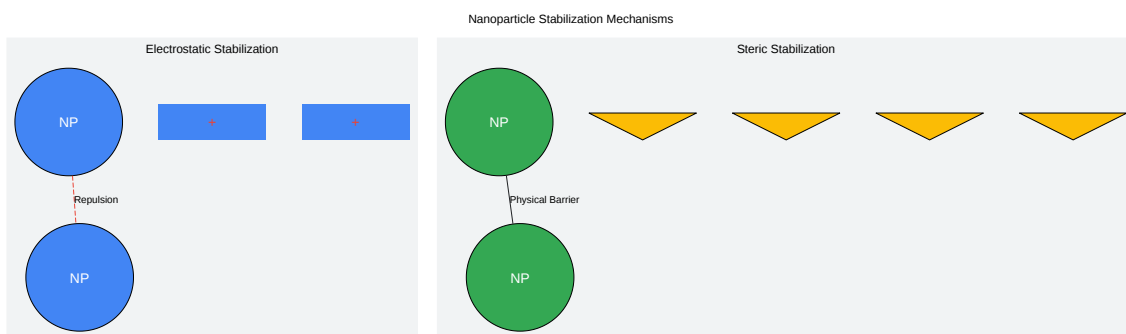 Nanoparticle Stabilization Mechanisms
Electrostatic Stabilization
NP
Repulsion
NP
Steric Stabilization
NP
Physical Barrier
NP